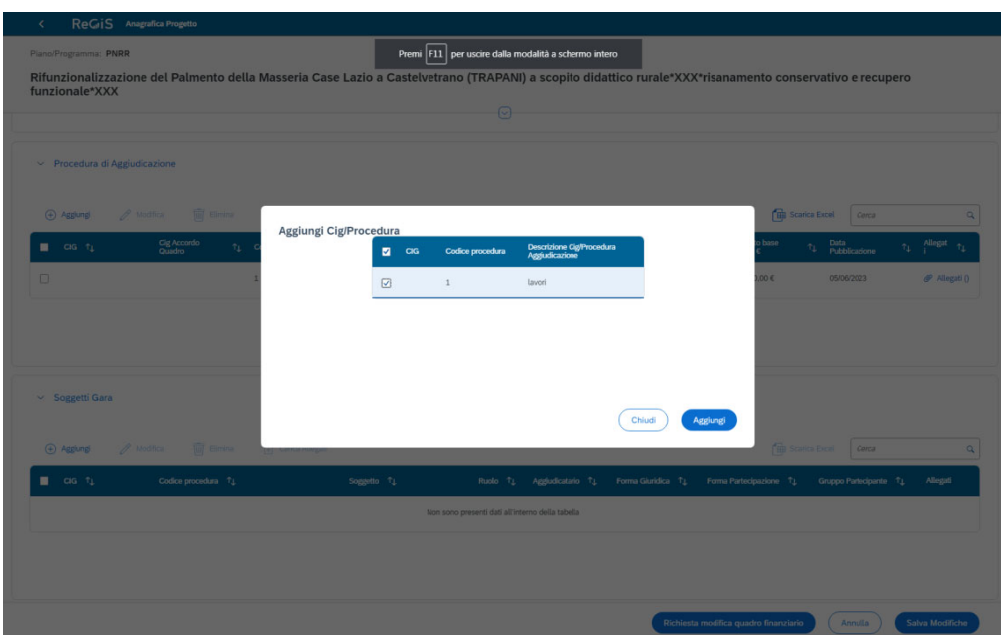 ReGiS Anagrafica Progetto
Piano/Programma: PNRR
Premi F11 per uscire dalla modalità a schermo intero
Rifunzionalizzazione del Palmento della Masseria Case Lazio a Castelvetrano (TRAPANI) a scopito didattico rurale*XXX*risanamento conservativo e recupero
funzionale*XXX
Procedura di Aggiudicazione
Aggiungi Modifica Elimina Scarica Excel Cerca
CIG Cig Accordo Quadro Data Pubblicazione Allegati
1 05/06/2023 Allegati ()
Aggiungi Cig/Procedura
CIG Codice procedura Descrizione Cig/Procedura Aggiudicazione
1 lavori
Chiudi Aggiungi
Soggetti Gara
Aggiungi Modifica Elimina Scarica Excel Cerca
CIG Codice procedura Soggetto Ruolo Aggiudicatario Forma Giuridica Forma Partecipazione Gruppo Partecipante Allegati
Non sono presenti dati all'interno della tabella
Richiesta modifica quadro finanziario Annulla Salva Modifiche